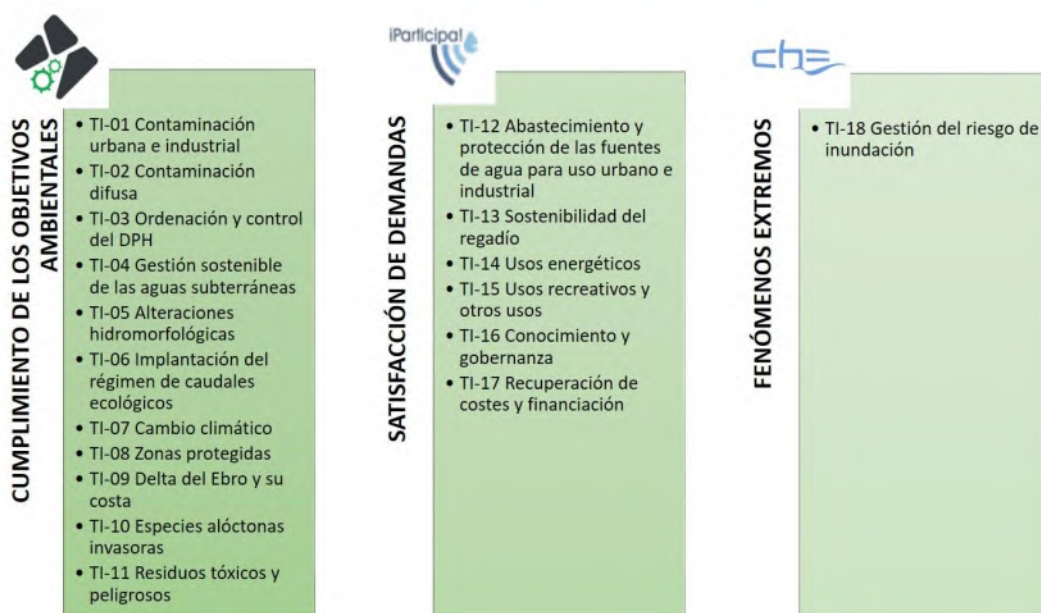 CUMPLIMIENTO DE LOS OBJETIVOS
AMBIENTALES
• TI-01 Contaminación
urbana e industrial
• TI-02 Contaminación
difusa
• TI-03 Ordenación y control
del DPH
• TI-04 Gestión sostenible
de las aguas subterráneas
• TI-05 Alteraciones
hidromorfológicas
• TI-06 Implantación del
régimen de caudales
ecológicos
• TI-07 Cambio climático
• TI-08 Zonas protegidas
• TI-09 Delta del Ebro y su
costa
• TI-10 Especies alóctonas
invasoras
• TI-11 Residuos tóxicos y
peligrosos
¡Participa!
SATISFACCIÓN DE DEMANDAS
• TI-12 Abastecimiento y
protección de las fuentes
de agua para uso urbano e
industrial
• TI-13 Sostenibilidad del
regadío
• TI-14 Usos energéticos
• TI-15 Usos recreativos y
otros usos
• TI-16 Conocimiento y
gobernanza
• TI-17 Recuperación de
costes y financiación
che
FENÓMENOS EXTREMOS
• TI-18 Gestión del riesgo de
inundación